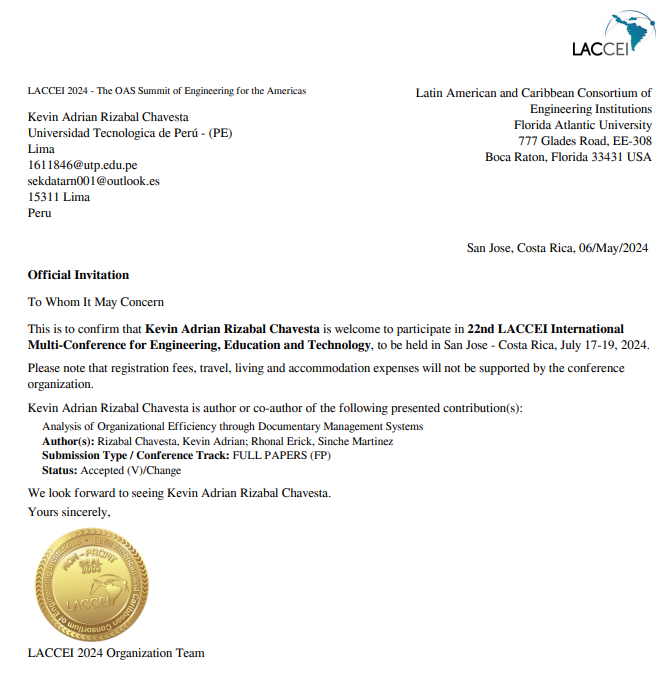 LACCEI
LACCEI 2024 - The OAS Summit of Engineering for the Americas
Kevin Adrian Rizabal Chavesta
Universidad Tecnologica de Perú - (PE)
Lima
1611846@utp.edu.pe
sekdatarn001@outlook.es
15311 Lima
Peru
Latin American and Caribbean Consortium of
Engineering Institutions
Florida Atlantic University
777 Glades Road, EE-308
Boca Raton, Florida 33431 USA
San Jose, Costa Rica, 06/May/2024
Official Invitation
To Whom It May Concern
This is to confirm that Kevin Adrian Rizabal Chavesta is welcome to participate in 22nd LACCEI International
Multi-Conference for Engineering, Education and Technology, to be held in San Jose - Costa Rica, July 17-19, 2024.
Please note that registration fees, travel, living and accommodation expenses will not be supported by the conference
organization.
Kevin Adrian Rizabal Chavesta is author or co-author of the following presented contribution(s):
Analysis of Organizational Efficiency through Documentary Management Systems
Author(s): Rizabal Chavesta, Kevin Adrian; Rhonal Erick, Sinche Martinez
Submission Type / Conference Track: FULL PAPERS (FP)
Status: Accepted (V)/Change
We look forward to seeing Kevin Adrian Rizabal Chavesta.
Yours sincerely,
Latin American and Caribbean Consortium of Engineering Institutions
NON-PROFIT
SEAL
LACCEI
LACCEI 2024 Organization Team